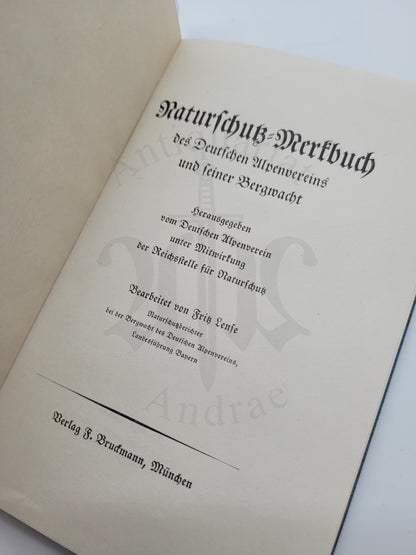 Naturschutz-Merkbuch
des Deutschen Alpenvereins
und seiner Bergwacht
Herausgegeben
vom Deutschen Alpenverein
unter Mitwirkung
der Reichsstelle für Naturschutz
Bearbeitet von Fritz Lense
Naturschutzberichter
bei der Bergwacht des Deutschen Alpenvereins,
Landesführung Bayern
Verlag F. Bruckmann, München
Antiquariat
Andrae